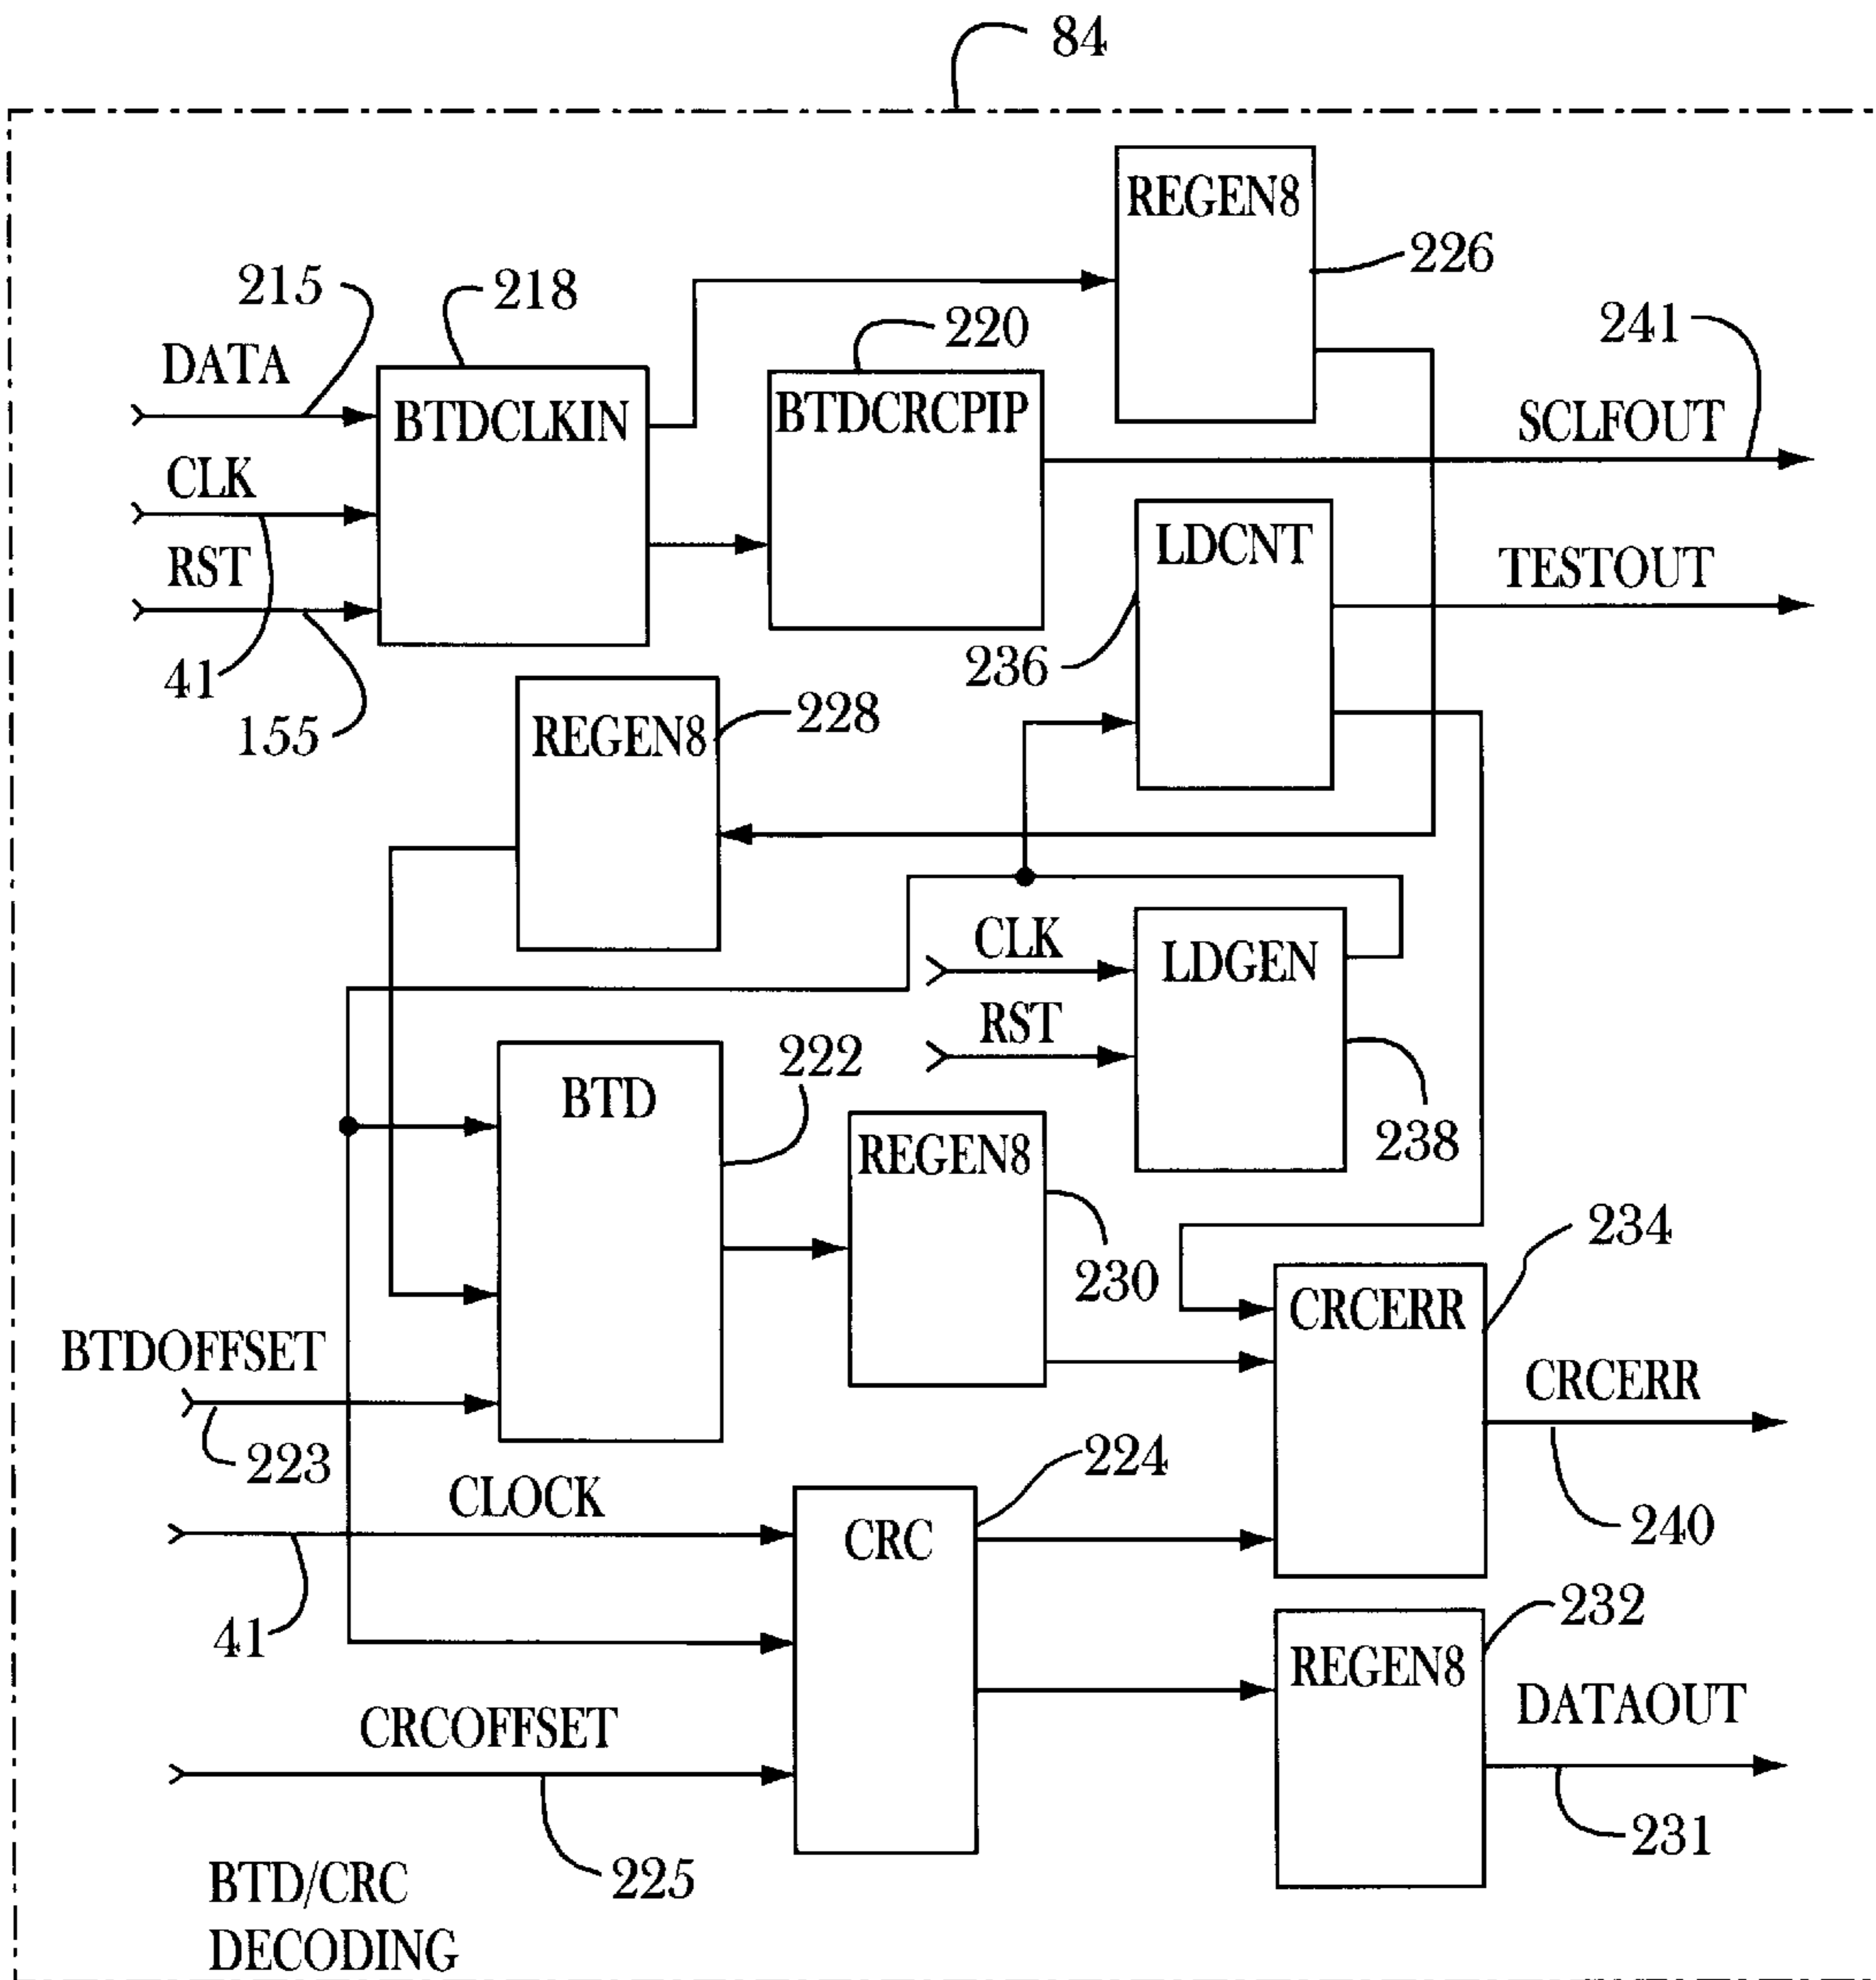 84
REGEN8
226
215
218
220
241
DATA
BTDCLKIN
BTDCRCPIP
SCLFOUT
CLK
LDCNT
RST
TESTOUT
41
236
155
REGEN8
228
CLK
LDGEN
RST
222
BTD
REGEN8
238
234
230
CRCERR
BTDOFFSET
CRCERR
223
CLOCK
224
CRC
240
41
232
REGEN8
CRCOFFSET
DATAOUT
231
225
BTD/CRC
DECODING